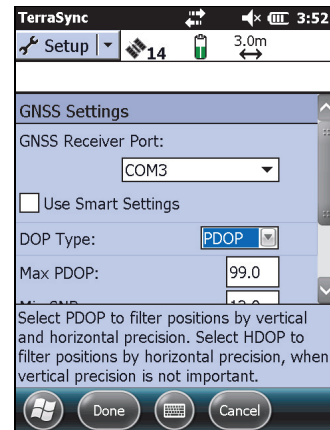 TerraSync 3:52
Setup 14 3.0m
GNSS Settings
GNSS Receiver Port:
COM3
Use Smart Settings
DOP Type: PDOP
Max PDOP: 99.0
Select PDOP to filter positions by vertical
and horizontal precision. Select HDOP to
filter positions by horizontal precision, when
vertical precision is not important.
Done Cancel